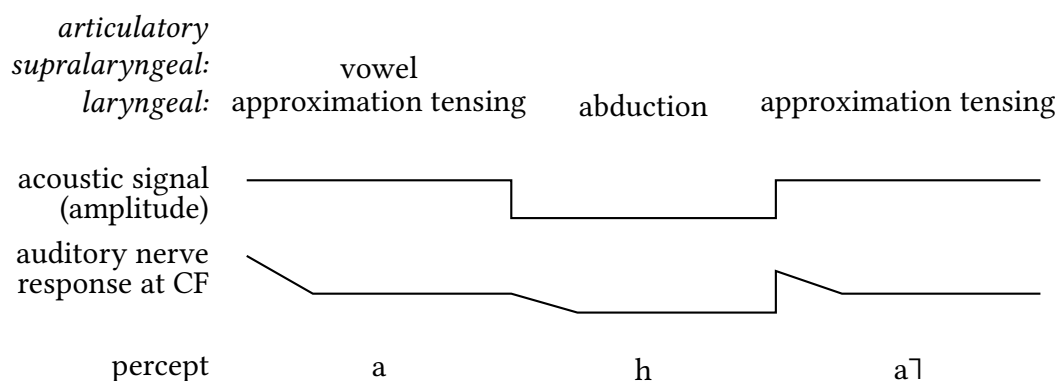 articulatory
supralaryngeal: vowel
laryngeal: approximation tensing abduction approximation tensing
acoustic signal
(amplitude)
auditory nerve
response at CF
percept a h a˥